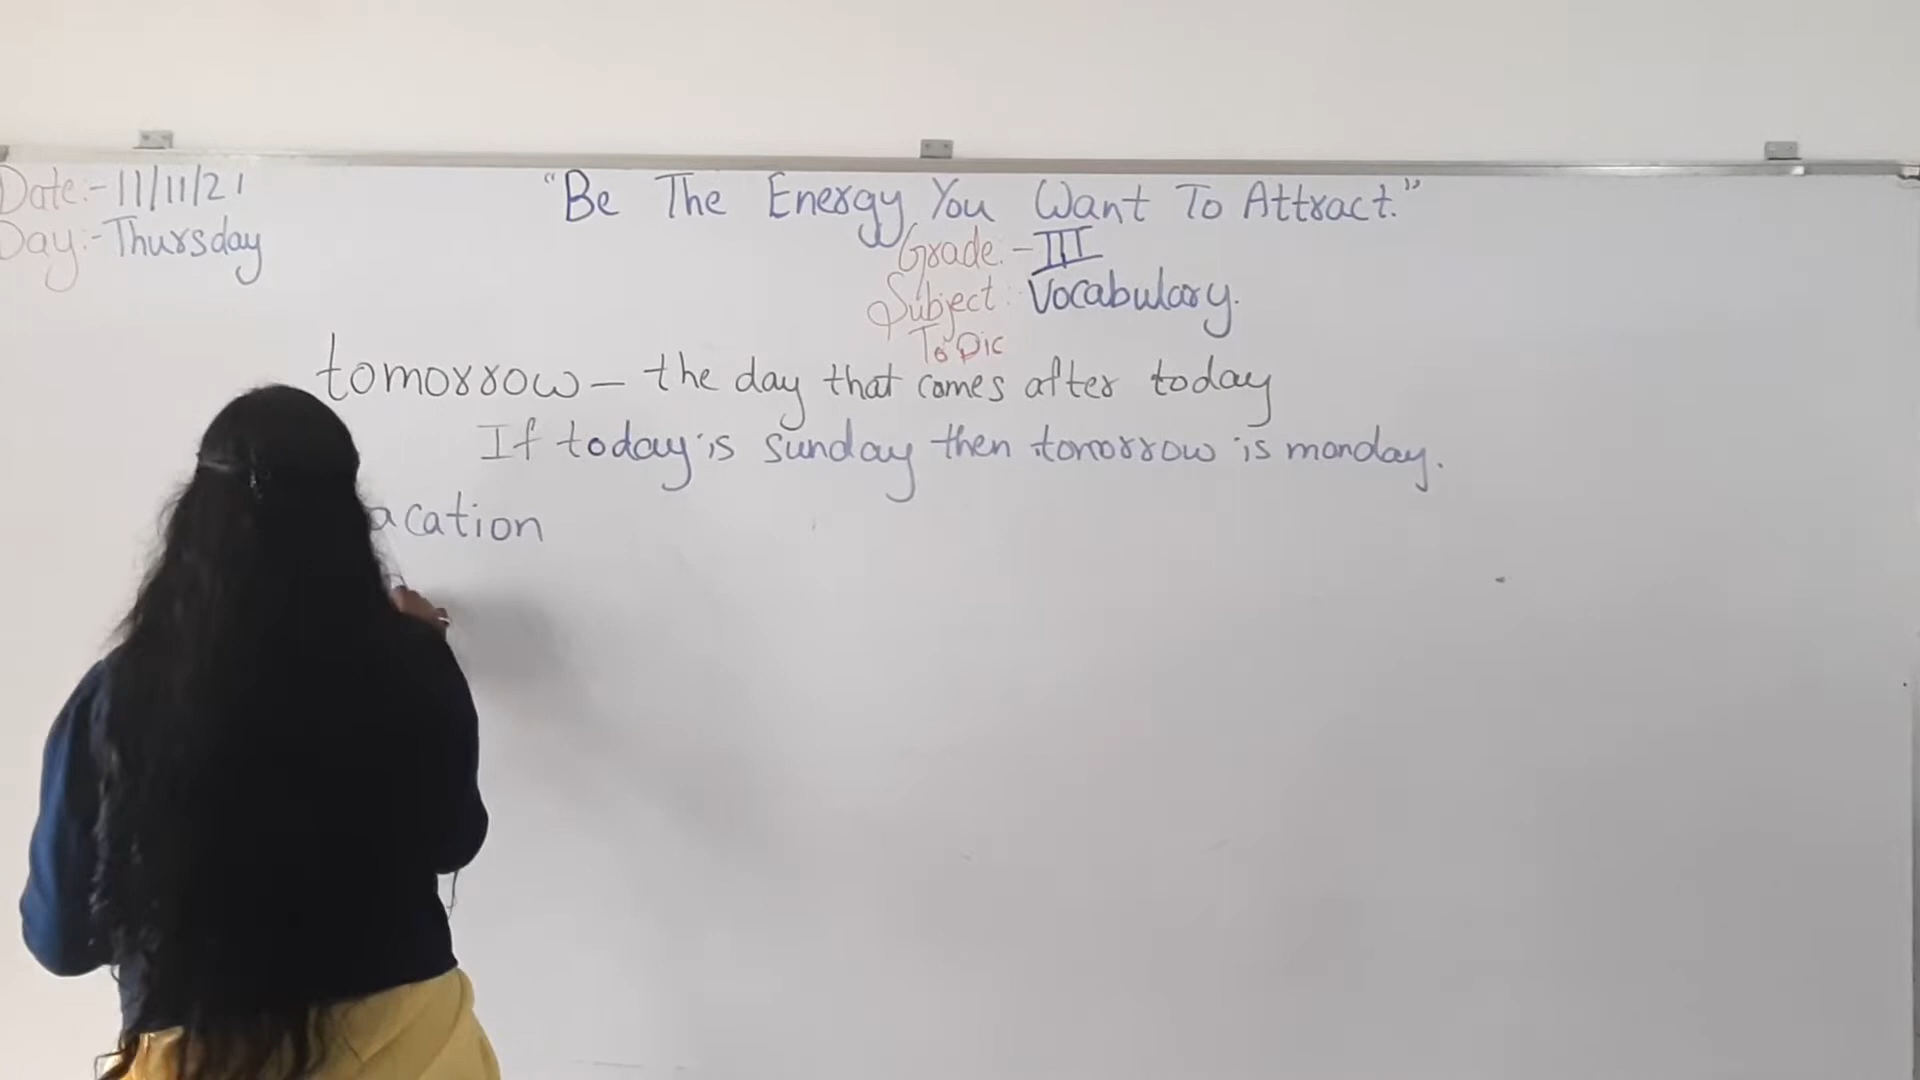 Date:- 11/11/21
Day:- Thursday
"Be The Energy You Want To Attract."
Grade:- III
Subject: Vocabulary.
Topic
tomorrow – the day that comes after today
If today is sunday then tomorrow is monday.
acation